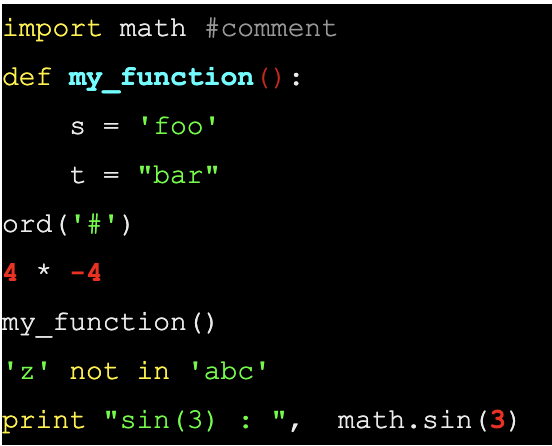 import math #comment
def my_function():
    s = 'foo'
    t = "bar"
ord('#')
4 * -4
my_function()
'z' not in 'abc'
print "sin(3) : ",  math.sin(3)